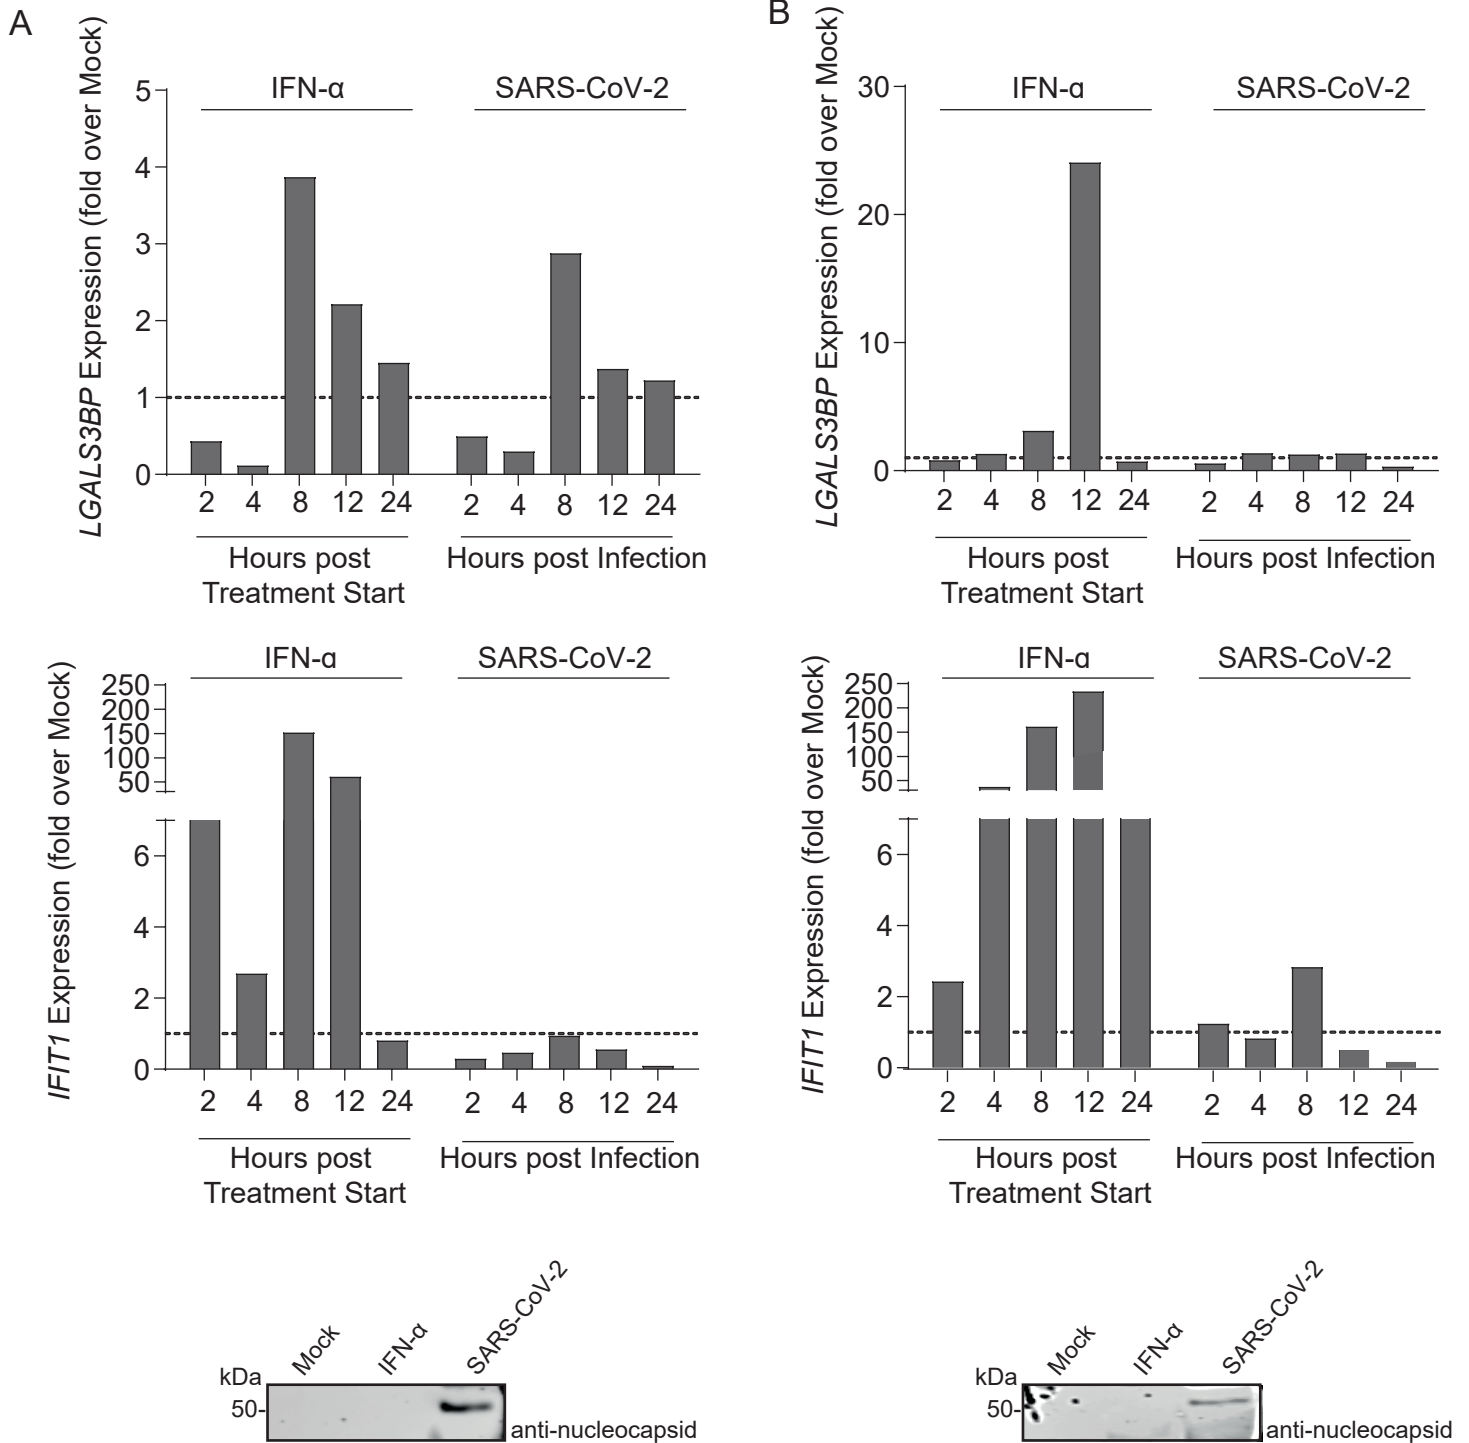 A
LGALS3BP Expression (fold over Mock)
IFN-α
SARS-CoV-2
5
4
3
2
1
0
2 4 8 12 24 2 4 8 12 24
Hours post
Treatment Start
Hours post Infection
B
LGALS3BP Expression (fold over Mock)
IFN-α
SARS-CoV-2
30
20
10
0
2 4 8 12 24 2 4 8 12 24
Hours post
Treatment Start
Hours post Infection
IFIT1 Expression (fold over Mock)
IFN-α
SARS-CoV-2
250
200
150
100
50
6
4
2
0
2 4 8 12 24 2 4 8 12 24
Hours post
Treatment Start
Hours post Infection
IFIT1 Expression (fold over Mock)
IFN-α
SARS-CoV-2
250
200
150
100
50
6
4
2
0
2 4 8 12 24 2 4 8 12 24
Hours post
Treatment Start
Hours post Infection
Mock
IFN-α
SARS-CoV-2
kDa
50-
anti-nucleocapsid
Mock
IFN-α
SARS-CoV-2
kDa
50-
anti-nucleocapsid